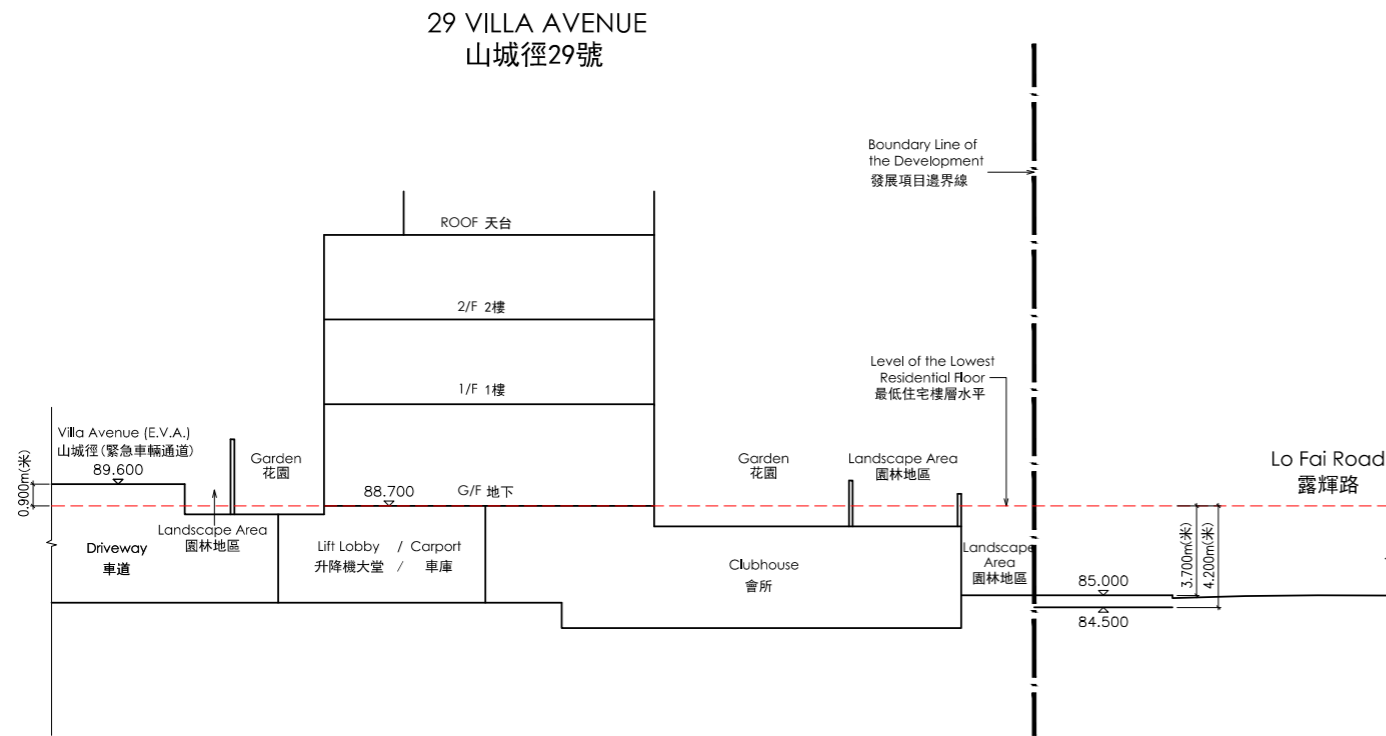 29 VILLA AVENUE
山城徑29號
Boundary Line of
the Development
發展項目邊界線
ROOF 天台
2/F 2樓
1/F 1樓
Level of the Lowest
Residential Floor
最低住宅樓層水平
Villa Avenue (E.V.A.)
山城徑(緊急車輛通道)
89.600
0.900m(米)
Garden
花園
Landscape Area
園林地區
88.700
G/F 地下
Garden
花園
Landscape Area
園林地區
Lo Fai Road
露輝路
Driveway
車道
Lift Lobby / Carport
升降機大堂 / 車庫
Clubhouse
會所
Landscape
Area
園林地區
85.000
84.500
3.700m(米)
4.200m(米)